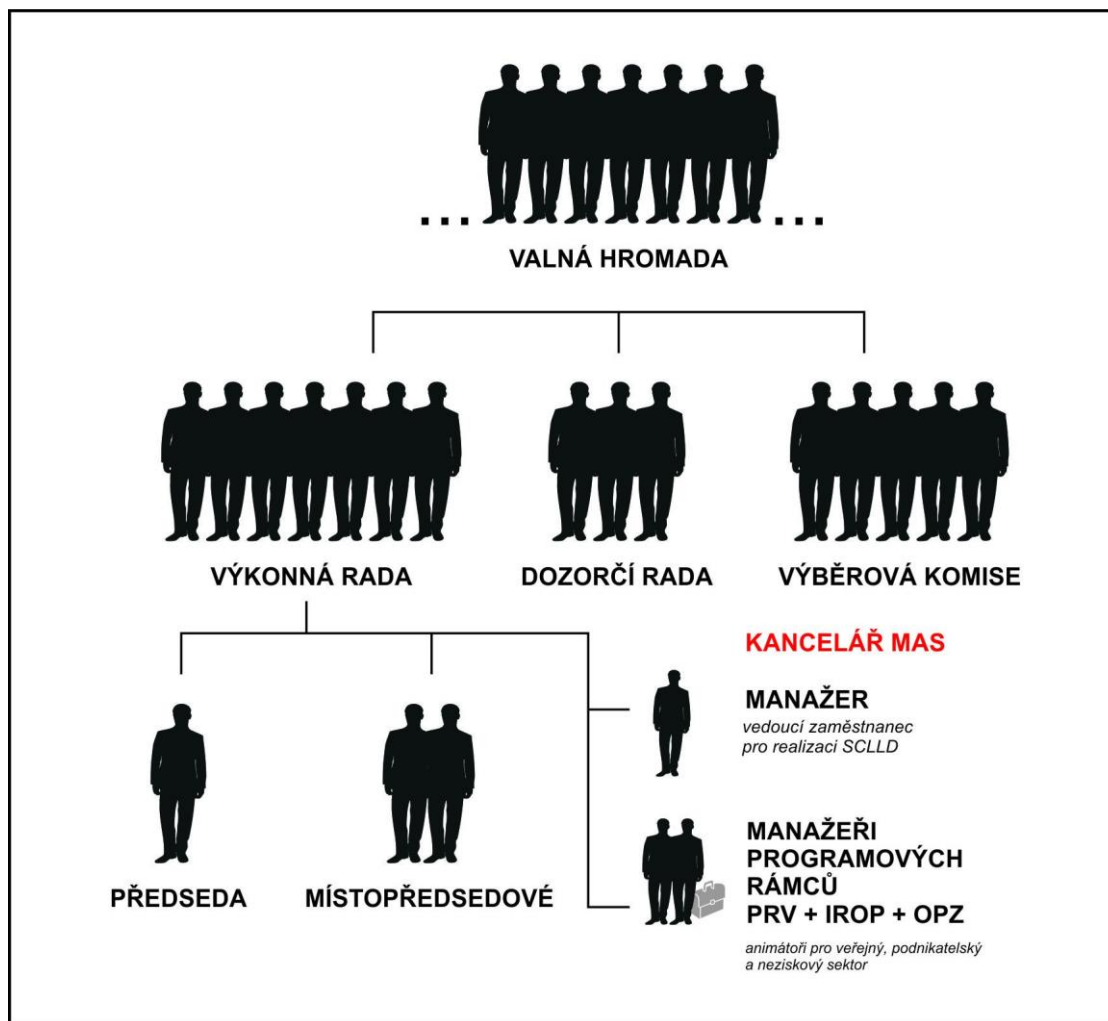 ... ...
VALNÁ HROMADA
VÝKONNÁ RADA
DOZORČÍ RADA
VÝBĚROVÁ KOMISE
KANCELÁŘ MAS
MANAŽER
vedoucí zaměstnanec
pro realizaci SCLLD
PŘEDSEDA
MÍSTOPŘEDSEDOVÉ
MANAŽEŘI
PROGRAMOVÝCH
RÁMCŮ
PRV + IROP + OPZ
animátoři pro veřejný, podnikatelský
a neziskový sektor